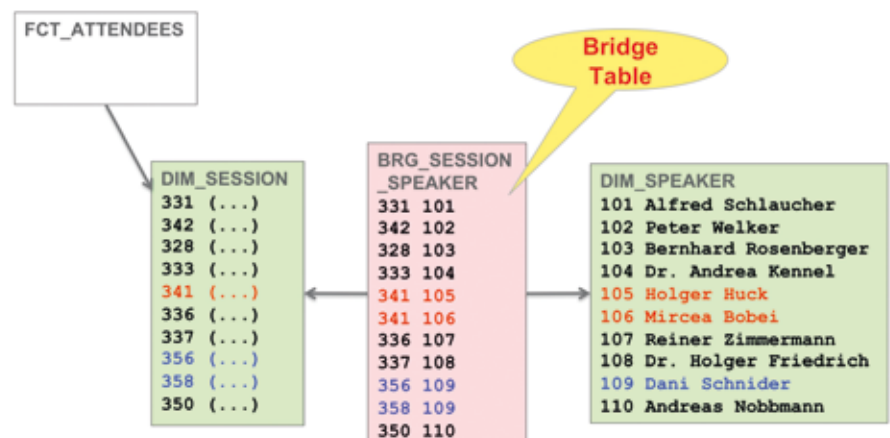 FCT_ATTENDEES
Bridge
Table
DIM_SESSION
331 (...)
342 (...)
328 (...)
333 (...)
341 (...)
336 (...)
337 (...)
356 (...)
358 (...)
350 (...)
BRG_SESSION
_SPEAKER
331 101
342 102
328 103
333 104
341 105
341 106
336 107
337 108
356 109
358 109
350 110
DIM_SPEAKER
101 Alfred Schlaucher
102 Peter Welker
103 Bernhard Rosenberger
104 Dr. Andrea Kennel
105 Holger Huck
106 Mircea Bobei
107 Reiner Zimmermann
108 Dr. Holger Friedrich
109 Dani Schnider
110 Andreas Nobbmann